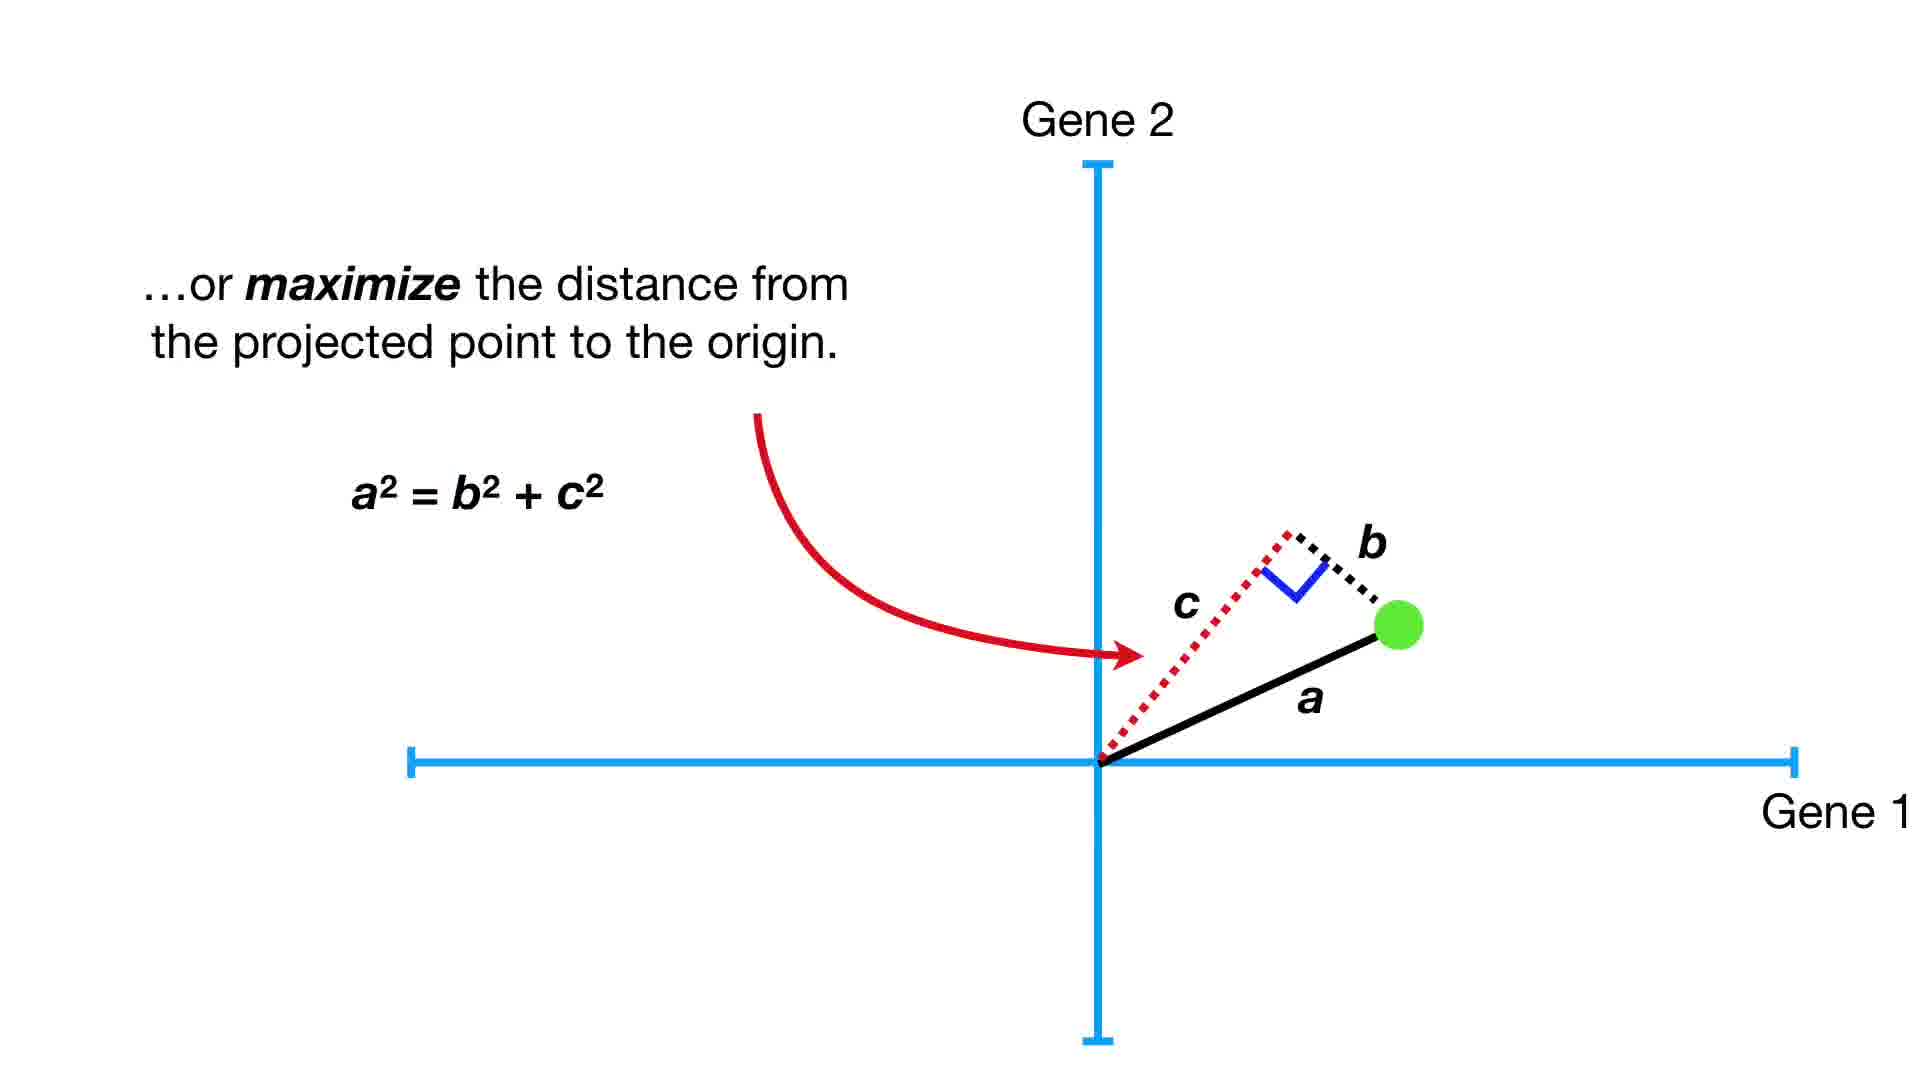 Gene 2
…or maximize the distance from
the projected point to the origin.
a² = b² + c²
b
c
a
Gene 1